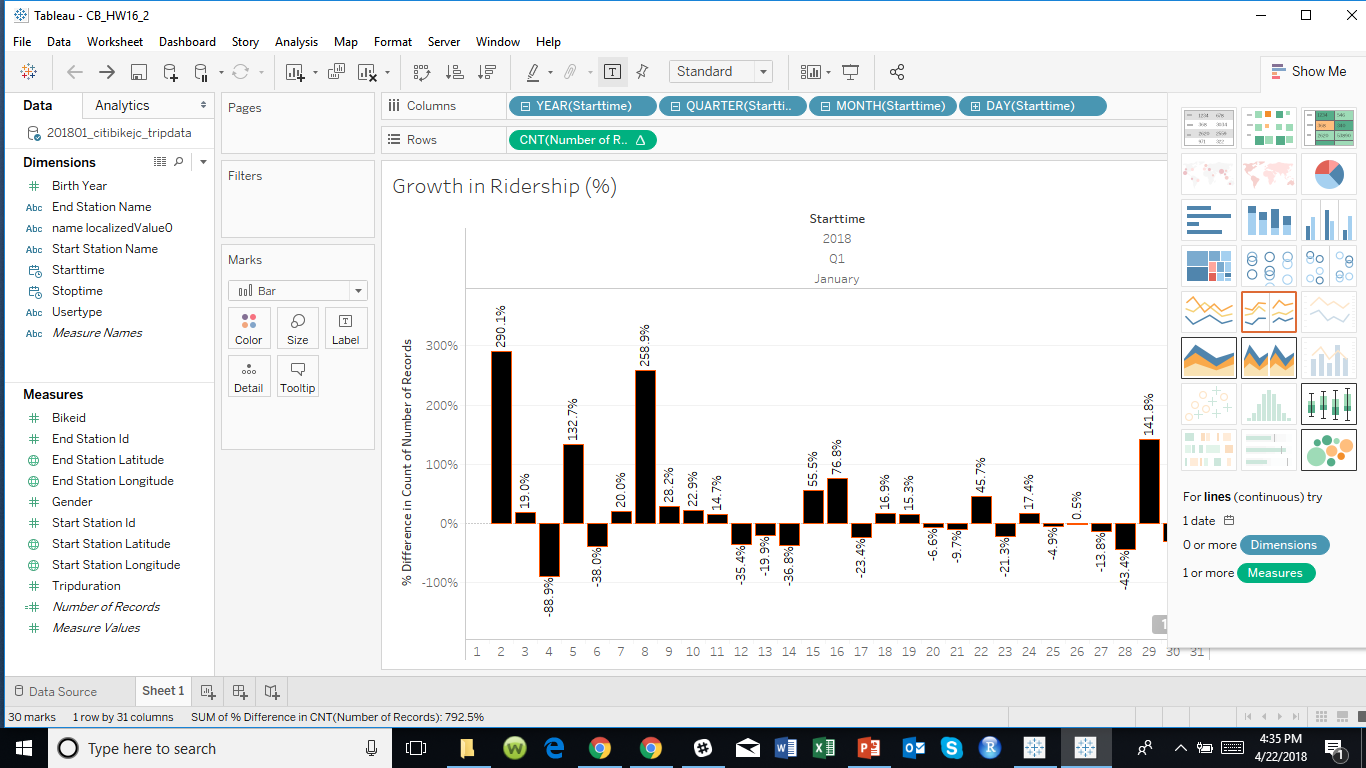 Tableau - CB_HW16_2
File Data Worksheet Dashboard Story Analysis Map Format Server Window Help
Standard
Show Me
Data Analytics
201801_citibikejc_tripdata
Dimensions
Birth Year
Abc End Station Name
Abc name localizedValue0
Abc Start Station Name
Starttime
Stoptime
Abc Usertype
Abc Measure Names
Measures
Bikeid
End Station Id
End Station Latitude
End Station Longitude
Gender
Start Station Id
Start Station Latitude
Start Station Longitude
Tripduration
Number of Records
Measure Values
Pages
Filters
Marks
Bar
Color Size Label
Detail Tooltip
Columns YEAR(Starttime) QUARTER(Startti.. MONTH(Starttime) DAY(Starttime)
Rows CNT(Number of R.. Δ
Growth in Ridership (%)
Starttime
2018
Q1
January
% Difference in Count of Number of Records
300%
200%
100%
0%
-100%
290.1% 19.0% -88.9% 132.7% -38.0% 20.0% 258.9% 28.2% 22.9% 14.7% -35.4% -19.9% -36.8% 55.5% 76.8% -23.4% 16.9% 15.3% -6.6% -9.7% 45.7% -21.3% 17.4% -4.9% 0.5% -13.8% -43.4% 141.8%
1 2 3 4 5 6 7 8 9 10 11 12 13 14 15 16 17 18 19 20 21 22 23 24 25 26 27 28 29 30 31
For lines (continuous) try
1 date
0 or more Dimensions
1 or more Measures
Data Source Sheet 1
30 marks 1 row by 31 columns SUM of % Difference in CNT(Number of Records): 792.5%
Type here to search
4:35 PM
4/22/2018